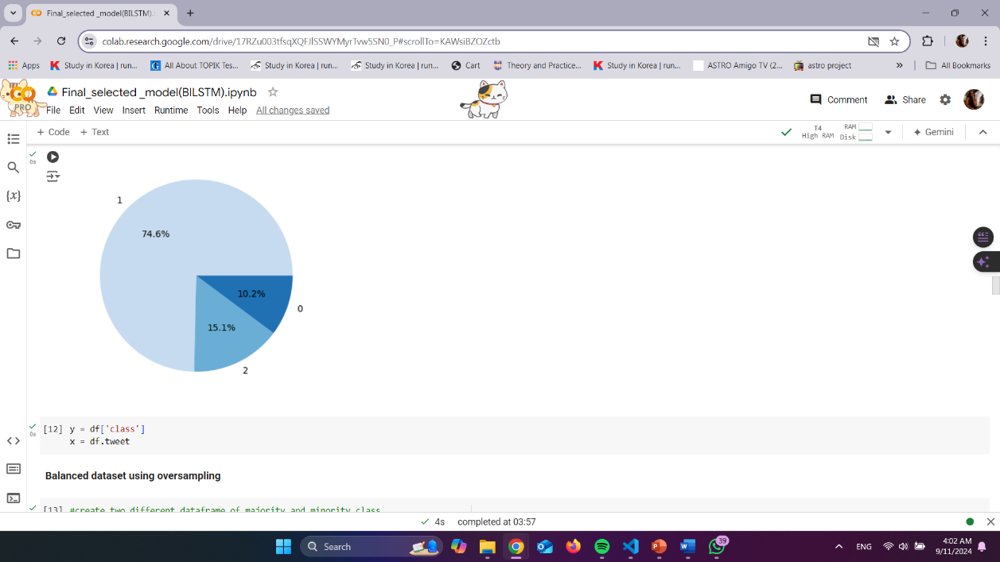 Final_selected _model(BILSTM).i
colab.research.google.com/drive/17RZu003tfsqXQFJlSSWYMyrTvw5SN0_P#scrollTo=KAWsiBZOZctb
Apps Study in Korea | run... All About TOPIK Tes... Study in Korea | run... Study in Korea | run... Cart Theory and Practice... Study in Korea | run... ASTRO Amigo TV (2... astro project » All Bookmarks
PRO
Final_selected _model(BILSTM).ipynb
Comment Share
File Edit View Insert Runtime Tools Help All changes saved
+ Code + Text
T4 High RAM
RAM
Disk
Gemini
0s
{x}
1
74.6%
10.2%
0
15.1%
2
[12] y = df['class']
0s
x = df.tweet
Balanced dataset using oversampling
[13] #create two different dataframe of majority and minority class
4s completed at 03:57
Search
39
ENG
4:02 AM
9/11/2024